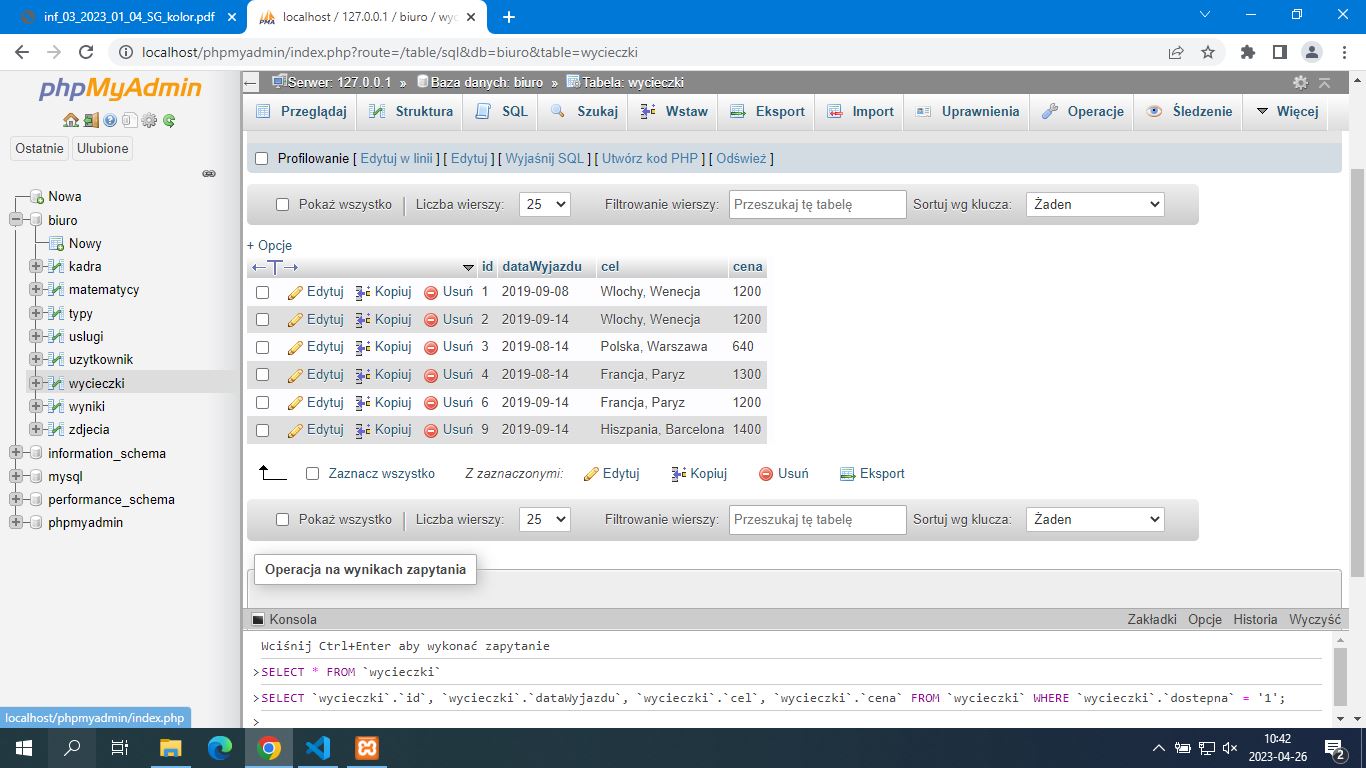 inf_03_2023_01_04_SG_kolor.pdf
localhost / 127.0.0.1 / biuro / wyc
localhost/phpmyadmin/index.php?route=/table/sql&db=biuro&table=wycieczki
phpMyAdmin
Ostatnie Ulubione
Nowa
biuro
Nowy
kadra
matematycy
typy
uslugi
uzytkownik
wycieczki
wyniki
zdjecia
information_schema
mysql
performance_schema
phpmyadmin
localhost/phpmyadmin/index.php
Serwer: 127.0.0.1 » Baza danych: biuro » Tabela: wycieczki
Przeglądaj Struktura SQL Szukaj Wstaw Eksport Import Uprawnienia Operacje Śledzenie Więcej
Profilowanie [ Edytuj w linii ] [ Edytuj ] [ Wyjaśnij SQL ] [ Utwórz kod PHP ] [ Odśwież ]
Pokaż wszystko Liczba wierszy: 25 Filtrowanie wierszy: Przeszukaj tę tabelę Sortuj wg klucza: Żaden
+ Opcje
id dataWyjazdu cel cena
Edytuj Kopiuj Usuń 1 2019-09-08 Wlochy, Wenecja 1200
Edytuj Kopiuj Usuń 2 2019-09-14 Wlochy, Wenecja 1200
Edytuj Kopiuj Usuń 3 2019-08-14 Polska, Warszawa 640
Edytuj Kopiuj Usuń 4 2019-08-14 Francja, Paryz 1300
Edytuj Kopiuj Usuń 6 2019-09-14 Francja, Paryz 1200
Edytuj Kopiuj Usuń 9 2019-09-14 Hiszpania, Barcelona 1400
Zaznacz wszystko Z zaznaczonymi: Edytuj Kopiuj Usuń Eksport
Pokaż wszystko Liczba wierszy: 25 Filtrowanie wierszy: Przeszukaj tę tabelę Sortuj wg klucza: Żaden
Operacja na wynikach zapytania
Konsola Zakładki Opcje Historia Wyczyść
Wciśnij Ctrl+Enter aby wykonać zapytanie
>SELECT * FROM `wycieczki`
>SELECT `wycieczki`.`id`, `wycieczki`.`dataWyjazdu`, `wycieczki`.`cel`, `wycieczki`.`cena` FROM `wycieczki` WHERE `wycieczki`.`dostepna` = '1';
>
10:42
2023-04-26
2